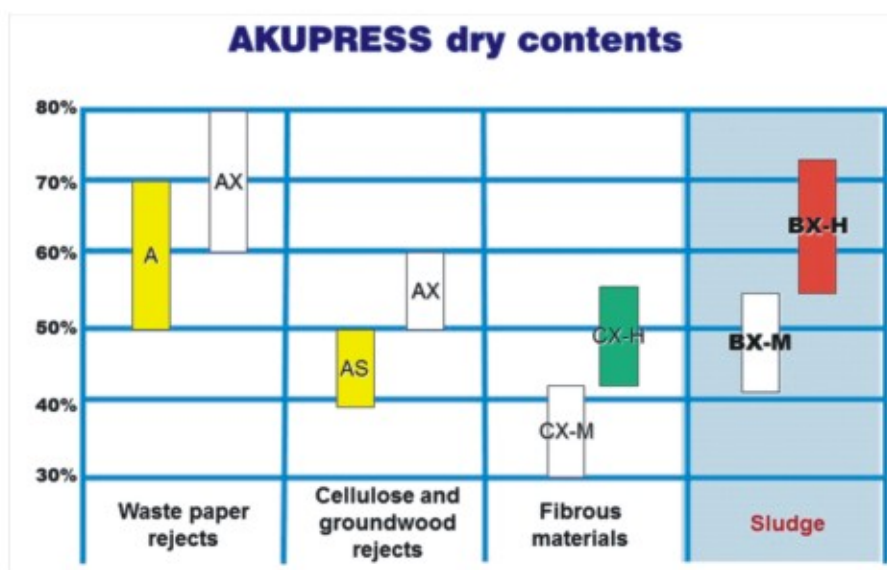 AKUPRESS dry contents
80%
70%
60%
50%
40%
30%
A
AX
AS
AX
CX-M
CX-H
BX-M
BX-H
Waste paper
rejects
Cellulose and
groundwood
rejects
Fibrous
materials
Sludge